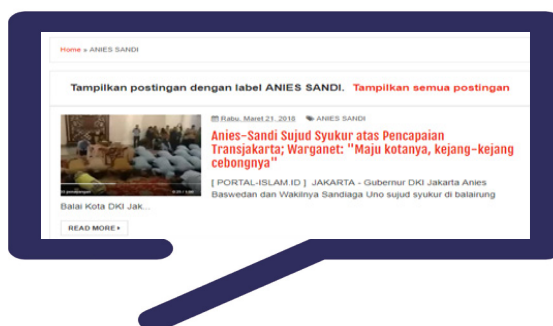 Home » ANIES SANDI
Tampilkan postingan dengan label ANIES SANDI. Tampilkan semua postingan
Rabu, Maret 21, 2018 ANIES SANDI
Anies-Sandi Sujud Syukur atas Pencapaian
Transjakarta; Warganet: "Maju kotanya, kejang-kejang
cebongnya"
[ PORTAL-ISLAM.ID ] JAKARTA - Gubernur DKI Jakarta Anies
Baswedan dan Wakilnya Sandiaga Uno sujud syukur di balairung
Balai Kota DKI Jak...
READ MORE